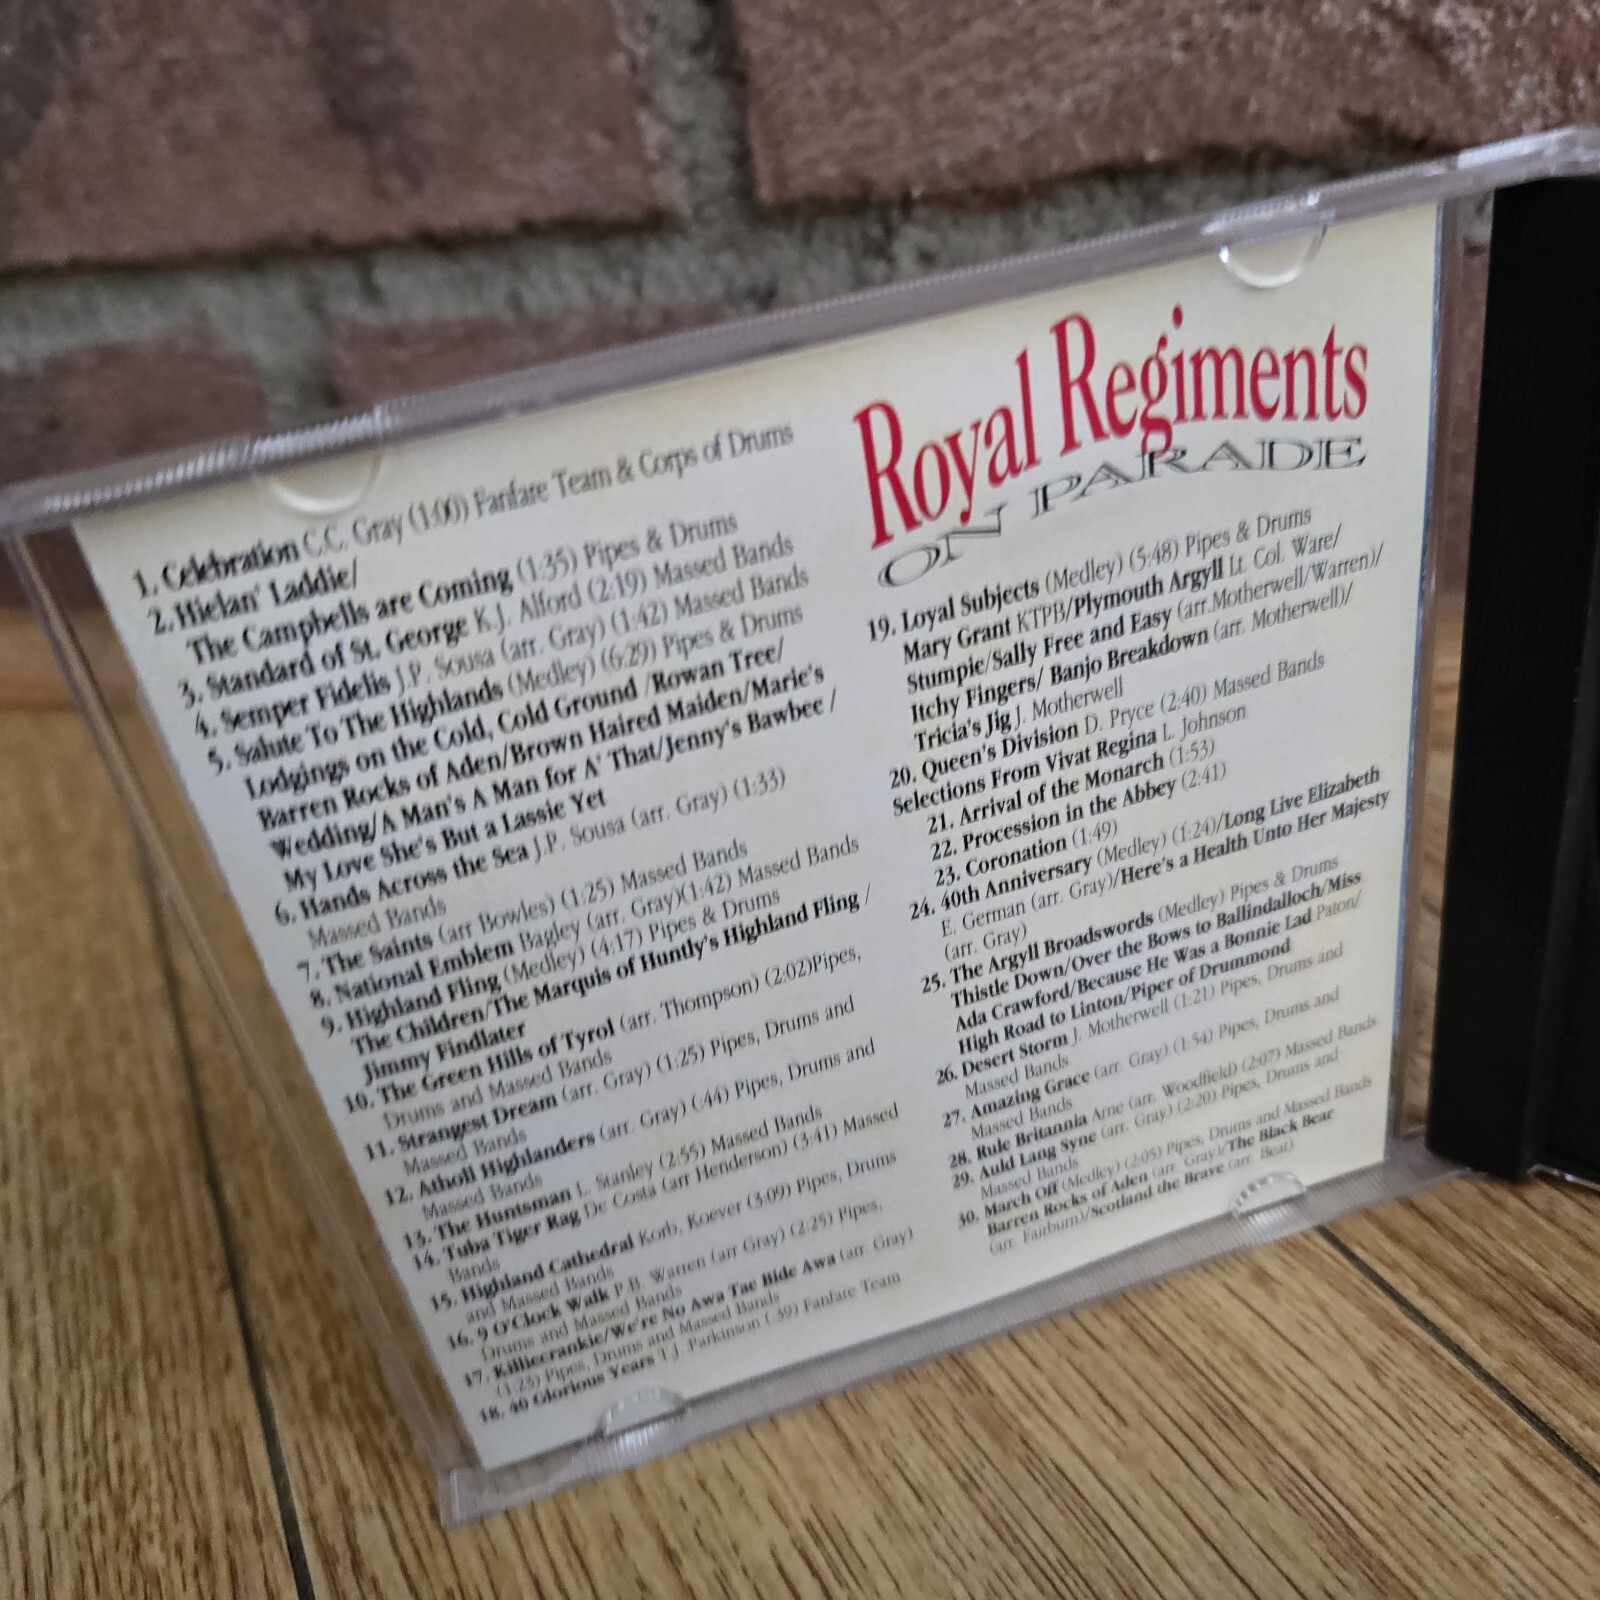 1. Celebration C.C. Gray (1:00) Fanfare Team & Corps of Drums
2. Hielan' Laddie/
The Campbells are Coming (1:35) Pipes & Drums
3. Standard of St. George K.J. Alford (2:19) Massed Bands
4. Semper Fidelis J.P. Sousa (arr. Gray) (1:42) Massed Bands
5. Salute To The Highlands (Medley) (6:29) Pipes & Drums
Lodgings on the Cold, Cold Ground /Rowan Tree/
Barren Rocks of Aden/Brown Haired Maiden/Marie's
Wedding/A Man's A Man for A' That/Jenny's Bawbee /
My Love She's But a Lassie Yet
6. Hands Across the Sea J.P. Sousa (arr. Gray) (1:33)
Massed Bands
7. The Saints (arr Bowles) (1:25) Massed Bands
8. National Emblem Bagley (arr. Gray)(1:42) Massed Bands
9. Highland Fling (Medley) (4:17) Pipes & Drums
The Children/The Marquis of Huntly's Highland Fling /
Jimmy Findlater
10. The Green Hills of Tyrol (arr. Thompson) (2:02)Pipes,
Drums and Massed Bands
11. Strangest Dream (arr. Gray) (1:25) Pipes, Drums and
Massed Bands
12. Atholl Highlanders (arr. Gray) (:44) Pipes, Drums and
Massed Bands
13. The Huntsman L. Stanley (2:55) Massed Bands
14. Tuba Tiger Rag De Costa (arr Henderson) (3:41) Massed
Bands
15. Highland Cathedral Korb, Koever (3:09) Pipes, Drums
and Massed Bands
16. 9 O'Clock Walk P.B. Warren (arr Gray) (2:25) Pipes,
Drums and Massed Bands
17. Killiecrankie/We're No Awa Tae Bide Awa (arr. Gray)
(1:23) Pipes, Drums and Massed Bands
18. 40 Glorious Years T.J. Parkinson (:39) Fanfare Team
Royal Regiments
ON PARADE
19. Loyal Subjects (Medley) (5:48) Pipes & Drums
Mary Grant KTPB/Plymouth Argyll Lt. Col. Ware/
Stumpie/Sally Free and Easy (arr.Motherwell/Warren)/
Itchy Fingers/ Banjo Breakdown (arr. Motherwell)/
Tricia's Jig J. Motherwell
20. Queen's Division D. Pryce (2:40) Massed Bands
Selections From Vivat Regina L. Johnson
21. Arrival of the Monarch (1:53)
22. Procession in the Abbey (2:41)
23. Coronation (1:49)
24. 40th Anniversary (Medley) (1:24)/Long Live Elizabeth
E. German (arr. Gray)/Here's a Health Unto Her Majesty
(arr. Gray)
25. The Argyll Broadswords (Medley) Pipes & Drums
Thistle Down/Over the Bows to Ballindalloch/Miss
Ada Crawford/Because He Was a Bonnie Lad Paton/
High Road to Linton/Piper of Drummond
26. Desert Storm J. Motherwell (1:21) Pipes, Drums and
Massed Bands
27. Amazing Grace (arr. Gray) (1:54) Pipes, Drums and
Massed Bands
28. Rule Britannia Arne (arr. Woodfield) (2:07) Massed Bands
29. Auld Lang Syne (arr. Gray) (2:20) Pipes, Drums and
Massed Bands
30. March Off (Medley) (2:05) Pipes, Drums and Massed Bands
Barren Rocks of Aden (arr. Gray)/The Black Bear
(arr. Fairburn)/Scotland the Brave (arr. Beat)